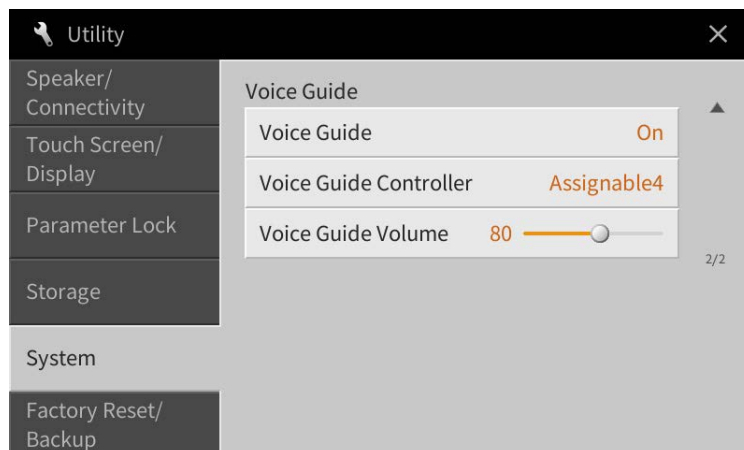 Utility
Speaker/
Connectivity
Touch Screen/
Display
Parameter Lock
Storage
System
Factory Reset/
Backup
Voice Guide
Voice Guide On
Voice Guide Controller Assignable4
Voice Guide Volume 80
2/2